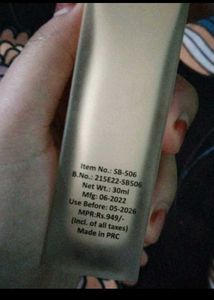 Item No.: SB-506
B.No.: 215E22-SB506
Net Wt.: 30ml
Mfg: 06-2022
Use Before: 05-2026
MPR:Rs.949/-
(Incl. of all taxes)
Made in PRC